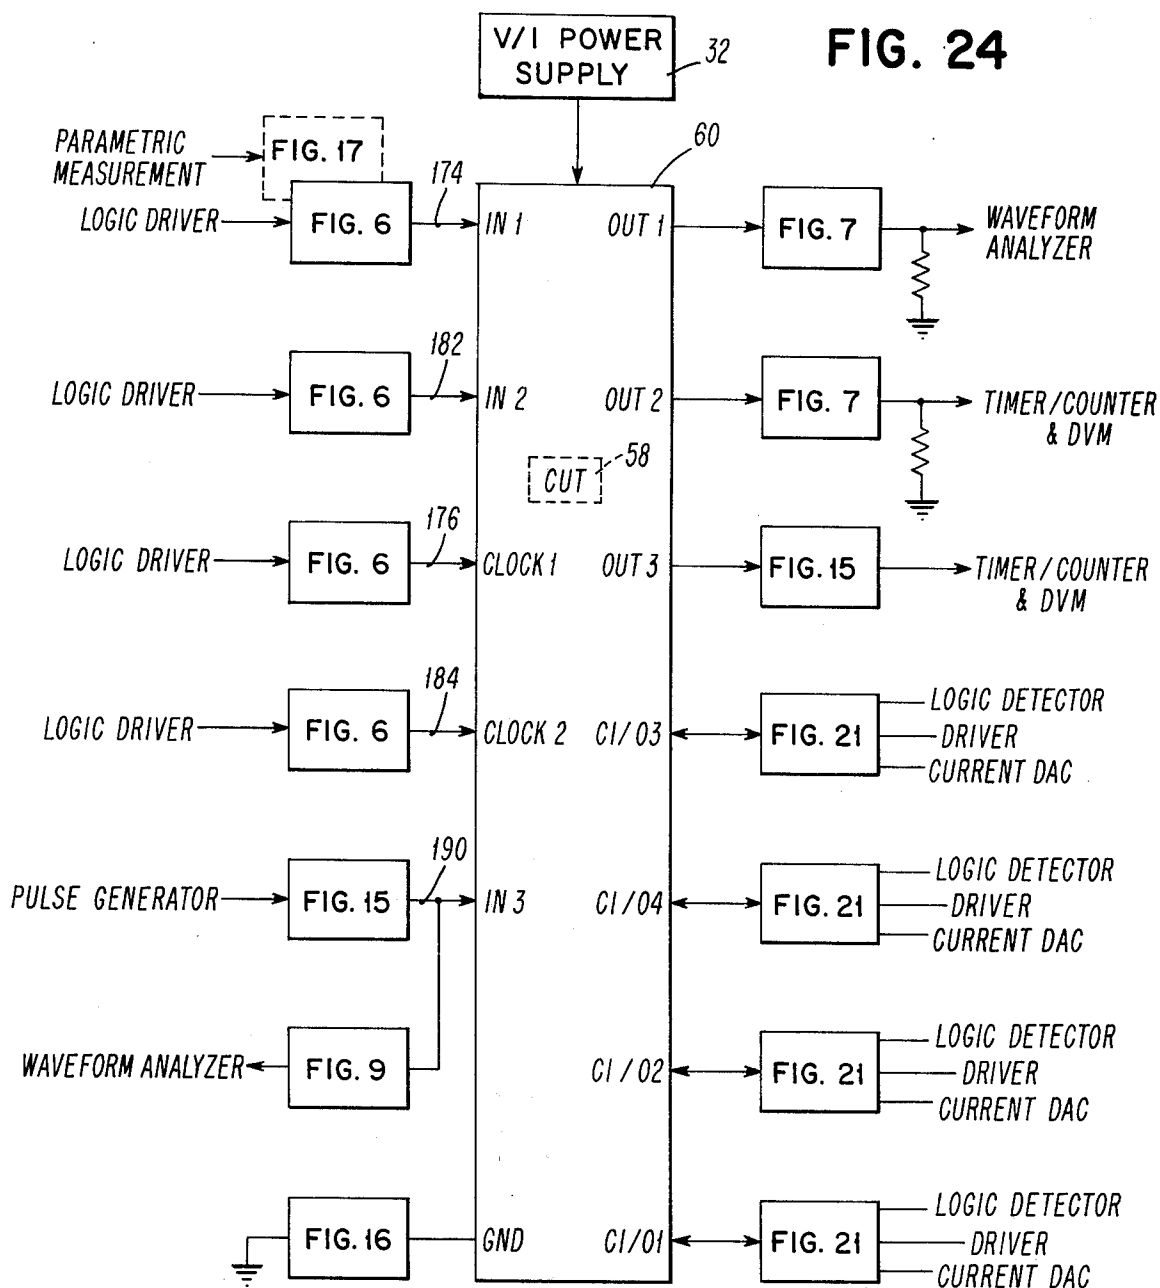 V/I POWER
SUPPLY
32
FIG. 24
60
PARAMETRIC
MEASUREMENT
FIG. 17
174
LOGIC DRIVER
FIG. 6
IN 1
OUT 1
FIG. 7
WAVEFORM
ANALYZER
182
LOGIC DRIVER
FIG. 6
IN 2
OUT 2
FIG. 7
TIMER/COUNTER
& DVM
CUT
58
176
LOGIC DRIVER
FIG. 6
CLOCK 1
OUT 3
FIG. 15
TIMER/COUNTER
& DVM
184
LOGIC DRIVER
FIG. 6
CLOCK 2
CI/03
FIG. 21
LOGIC DETECTOR
DRIVER
CURRENT DAC
190
PULSE GENERATOR
FIG. 15
IN 3
CI/04
FIG. 21
LOGIC DETECTOR
DRIVER
CURRENT DAC
WAVEFORM ANALYZER
FIG. 9
CI/02
FIG. 21
LOGIC DETECTOR
DRIVER
CURRENT DAC
FIG. 16
GND
CI/01
FIG. 21
LOGIC DETECTOR
DRIVER
CURRENT DAC